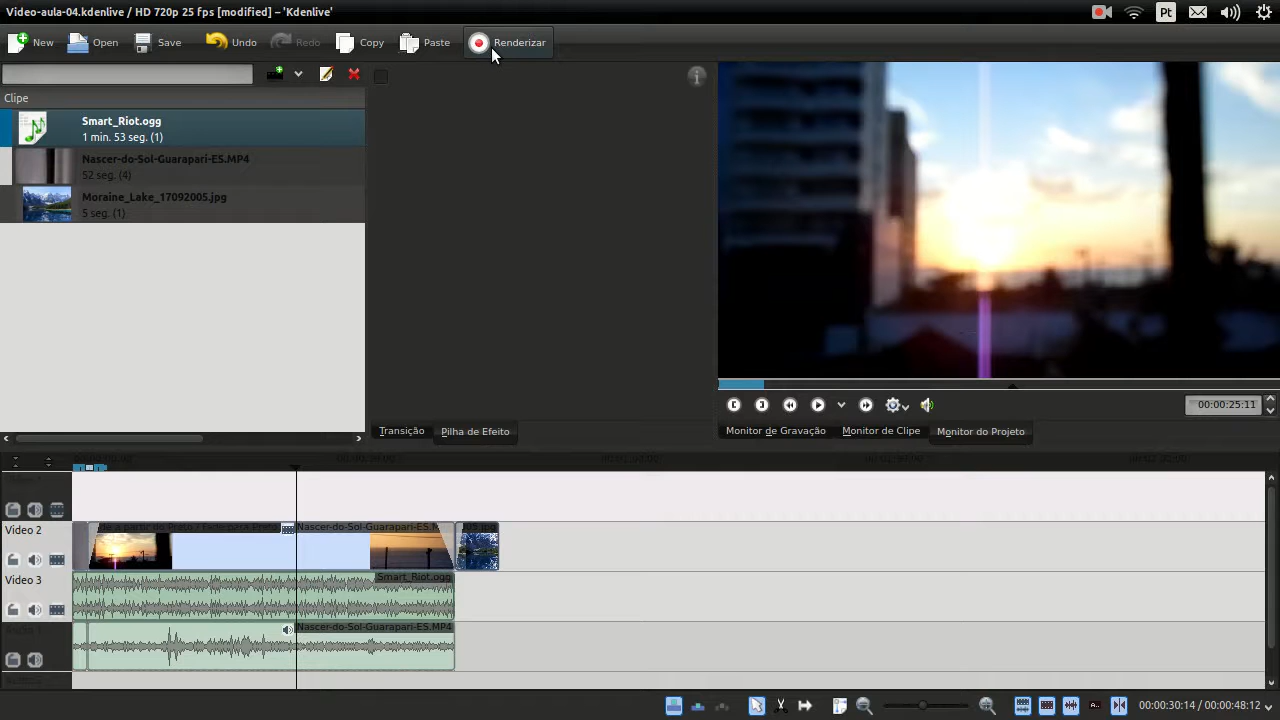 Video-aula-04.kdenlive / HD 720p 25 fps [modified] – 'Kdenlive'
Pt
New Open Save Undo Redo Copy Paste Renderizar
Clipe
Smart_Riot.ogg
1 min. 53 seg. (1)
Nascer-do-Sol-Guarapari-ES.MP4
52 seg. (4)
Moraine_Lake_17092005.jpg
5 seg. (1)
00:00:25:11
Transição Pilha de Efeito
Monitor de Gravação Monitor de Clipe Monitor do Projeto
Vídeo 2
Nascer-do-Sol-Guarapari-ES.M
Vídeo 3
Smart_Riot.ogg
Nascer-do-Sol-Guarapari-ES.MP4
00:00:30:14 / 00:00:48:12